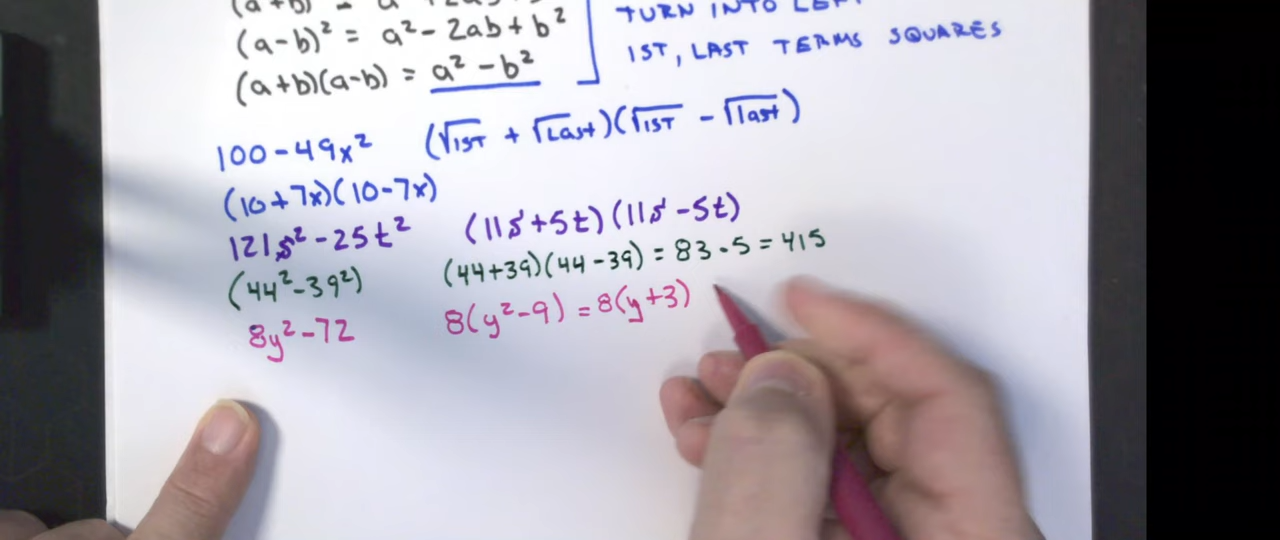 (a-b)² = a² - 2ab + b²
(a+b)(a-b) = a² - b²
TURN INTO LEFT
1ST, LAST TERMS SQUARES
100 - 49x² (√1ST + √Last)(√1ST - √last)
(10+7x)(10-7x)
121s² - 25t² (11s+5t)(11s-5t)
(44²-39²) (44+39)(44-39) = 83·5 = 415
8y² - 72 8(y²-9) = 8(y+3)